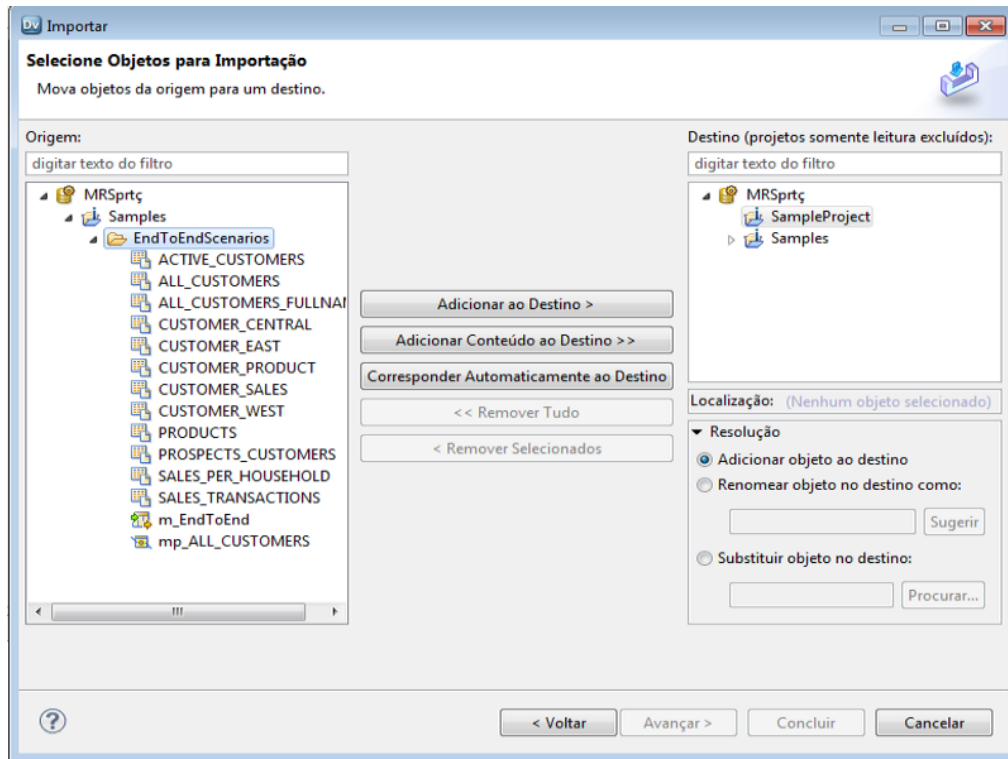 Dv Importar
Selecione Objetos para Importação
Mova objetos da origem para um destino.
Origem:
digitar texto do filtro
MRSprtç
Samples
EndToEndScenarios
ACTIVE_CUSTOMERS
ALL_CUSTOMERS
ALL_CUSTOMERS_FULLNAM
CUSTOMER_CENTRAL
CUSTOMER_EAST
CUSTOMER_PRODUCT
CUSTOMER_SALES
CUSTOMER_WEST
PRODUCTS
PROSPECTS_CUSTOMERS
SALES_PER_HOUSEHOLD
SALES_TRANSACTIONS
m_EndToEnd
mp_ALL_CUSTOMERS
Adicionar ao Destino >
Adicionar Conteúdo ao Destino >>
Corresponder Automaticamente ao Destino
<< Remover Tudo
< Remover Selecionados
Destino (projetos somente leitura excluídos):
digitar texto do filtro
MRSprtç
SampleProject
Samples
Localização: (Nenhum objeto selecionado)
Resolução
Adicionar objeto ao destino
Renomear objeto no destino como:
Sugerir
Substituir objeto no destino:
Procurar...
? < Voltar Avançar > Concluir Cancelar